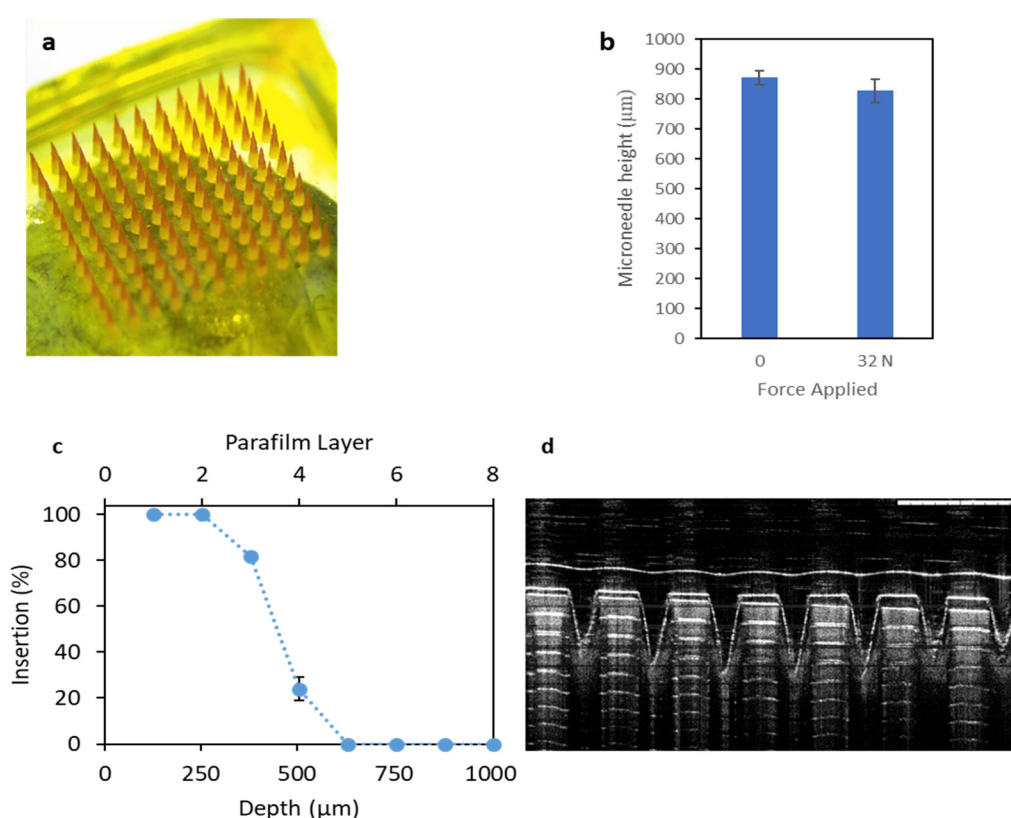 a
b
1000
900
800
700
600
500
400
300
200
100
0
Microneedle height (μm)
0 32 N
Force Applied
c
Parafilm Layer
0 2 4 6 8
100
80
60
40
20
0
Insertion (%)
0 250 500 750 1000
Depth (μm)
d